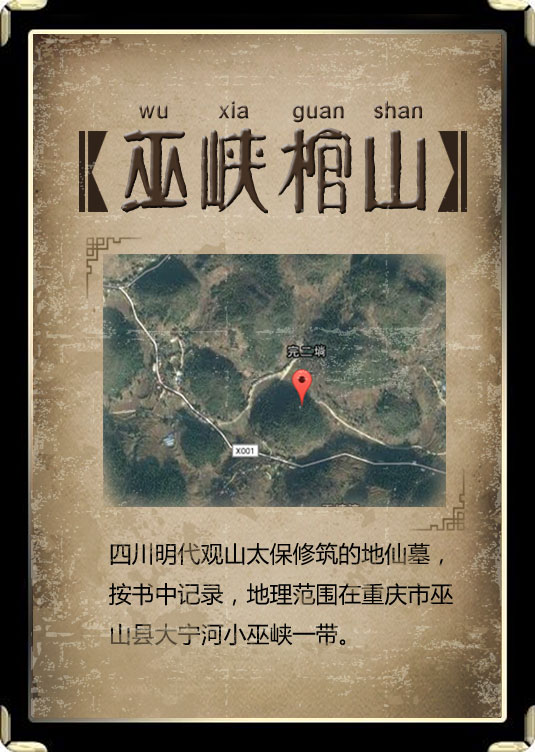 wu xia guan shan
【巫峡棺山】
完二塆
X001
四川明代观山太保修筑的地仙墓，
按书中记录，地理范围在重庆市巫
山县大宁河小巫峡一带。